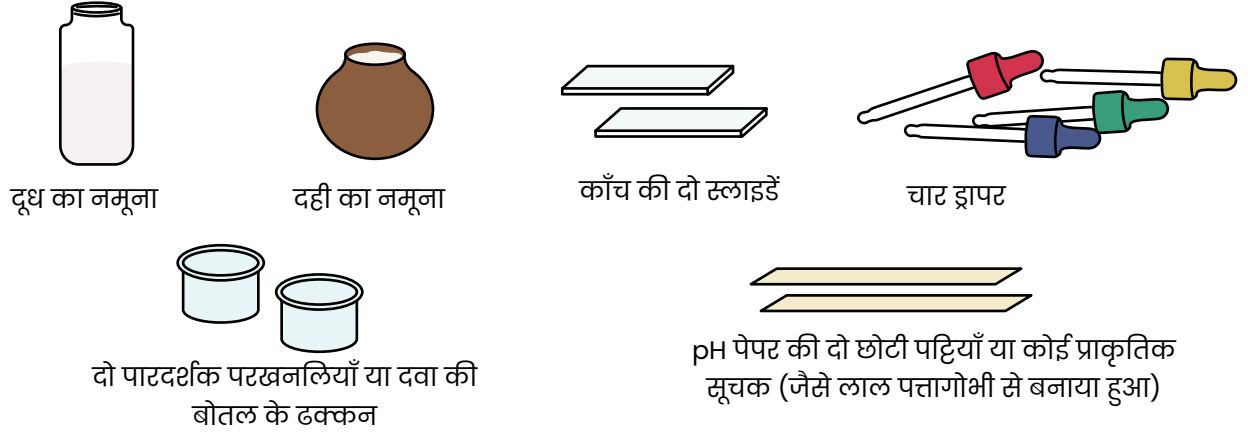 दूध का नमूना
दही का नमूना
काँच की दो स्लाइडें
चार ड्रापर
दो पारदर्शक परखनलियाँ या दवा की
बोतल के ढक्कन
pH पेपर की दो छोटी पट्टियाँ या कोई प्राकृतिक
सूचक (जैसे लाल पत्तागोभी से बनाया हुआ)